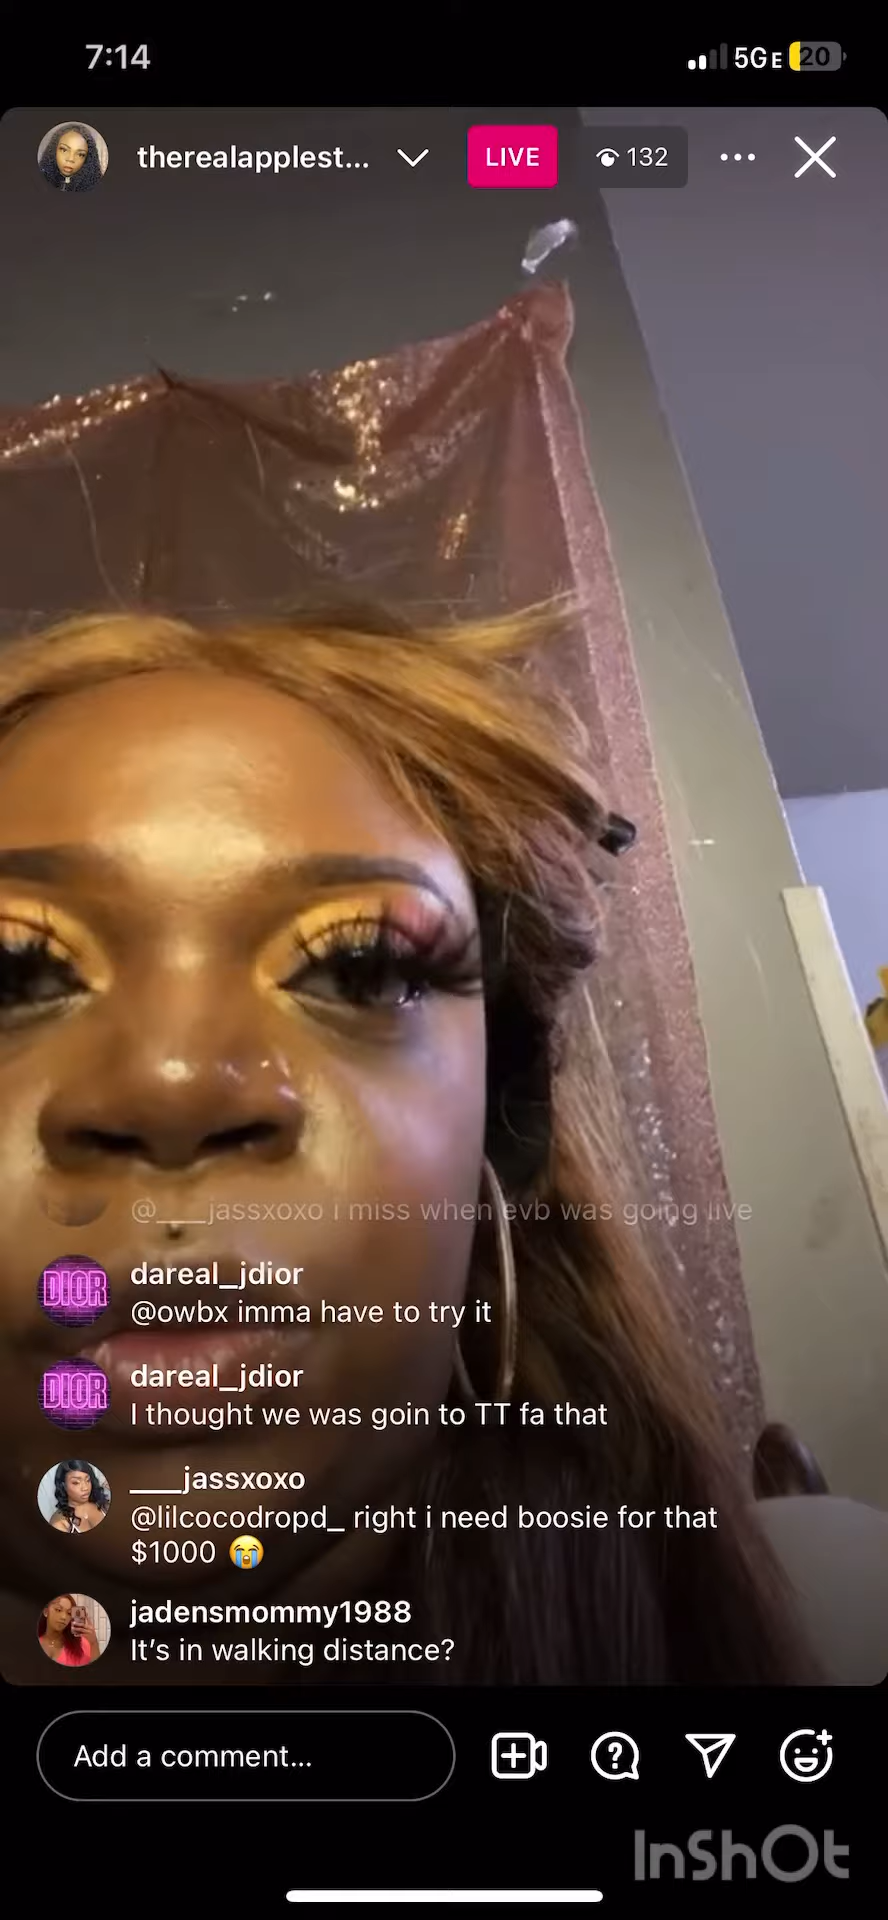 7:14
5GE 20
therealapplest...
LIVE
132
@___jassxoxo i miss when evb was going live
dareal_jdior
@owbx imma have to try it
dareal_jdior
I thought we was goin to TT fa that
___jassxoxo
@lilcocodropd_ right i need boosie for that
$1000 😭
jadensmommy1988
It's in walking distance?
DIOR
DIOR
Add a comment...
InShOt